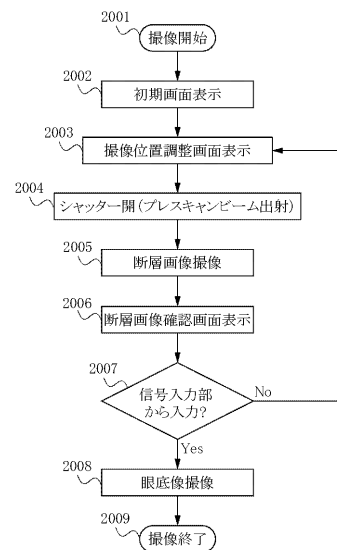 2001
撮像開始
2002
初期画面表示
2003
撮像位置調整画面表示
2004
シャッター開(プレスキャンビーム出射)
2005
断層画像撮像
2006
断層画像確認画面表示
2007
信号入力部
から入力?
No
Yes
2008
眼底像撮像
2009
撮像終了